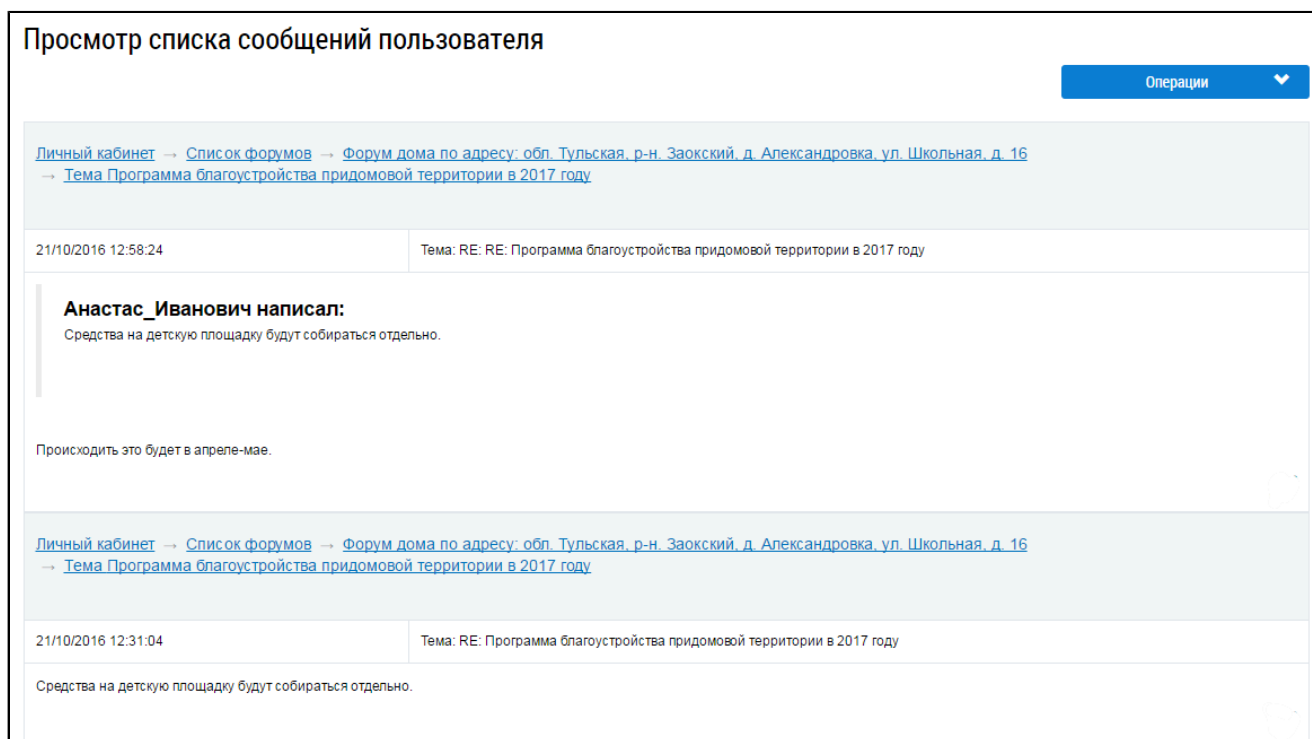 Просмотр списка сообщений пользователя
Операции
Личный кабинет → Список форумов → Форум дома по адресу: обл. Тульская, р-н. Заокский, д. Александровка, ул. Школьная, д. 16
→ Тема Программа благоустройства придомовой территории в 2017 году
21/10/2016 12:58:24
Тема: RE: RE: Программа благоустройства придомовой территории в 2017 году
Анастас_Иванович написал:
Средства на детскую площадку будут собираться отдельно.
Происходить это будет в апреле-мае.
Личный кабинет → Список форумов → Форум дома по адресу: обл. Тульская, р-н. Заокский, д. Александровка, ул. Школьная, д. 16
→ Тема Программа благоустройства придомовой территории в 2017 году
21/10/2016 12:31:04
Тема: RE: Программа благоустройства придомовой территории в 2017 году
Средства на детскую площадку будут собираться отдельно.